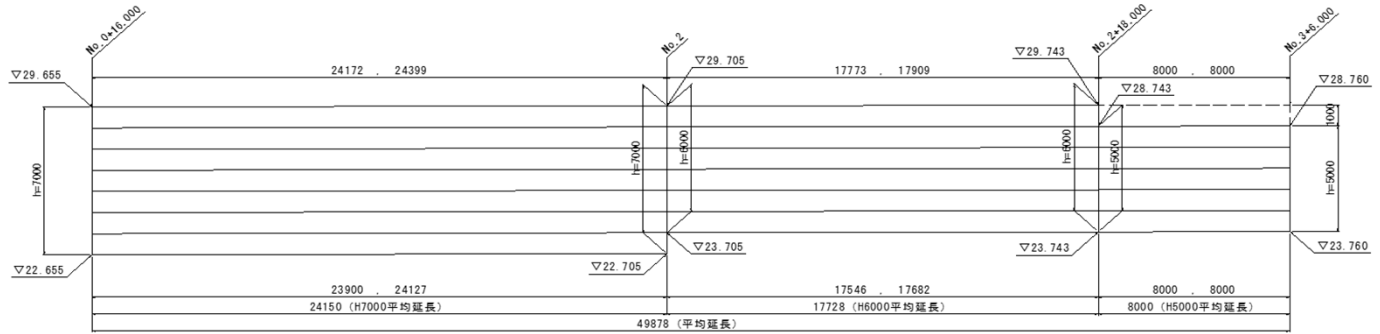 No.0+16.000
No.2
No.2+18.000
No.3+6.000
▽29.655
24172 . 24399
▽29.705
17773 . 17909
▽29.743
8000 . 8000
▽28.743
▽28.760
1000
h=7000
h=7000
h=6000
h=6000
h=5000
h=5000
▽22.655
▽22.705
▽23.705
▽23.743
▽23.760
23900 . 24127
17546 . 17682
8000 . 8000
24150 (H7000平均延長)
17728 (H6000平均延長)
8000 (H5000平均延長)
49878 (平均延長)